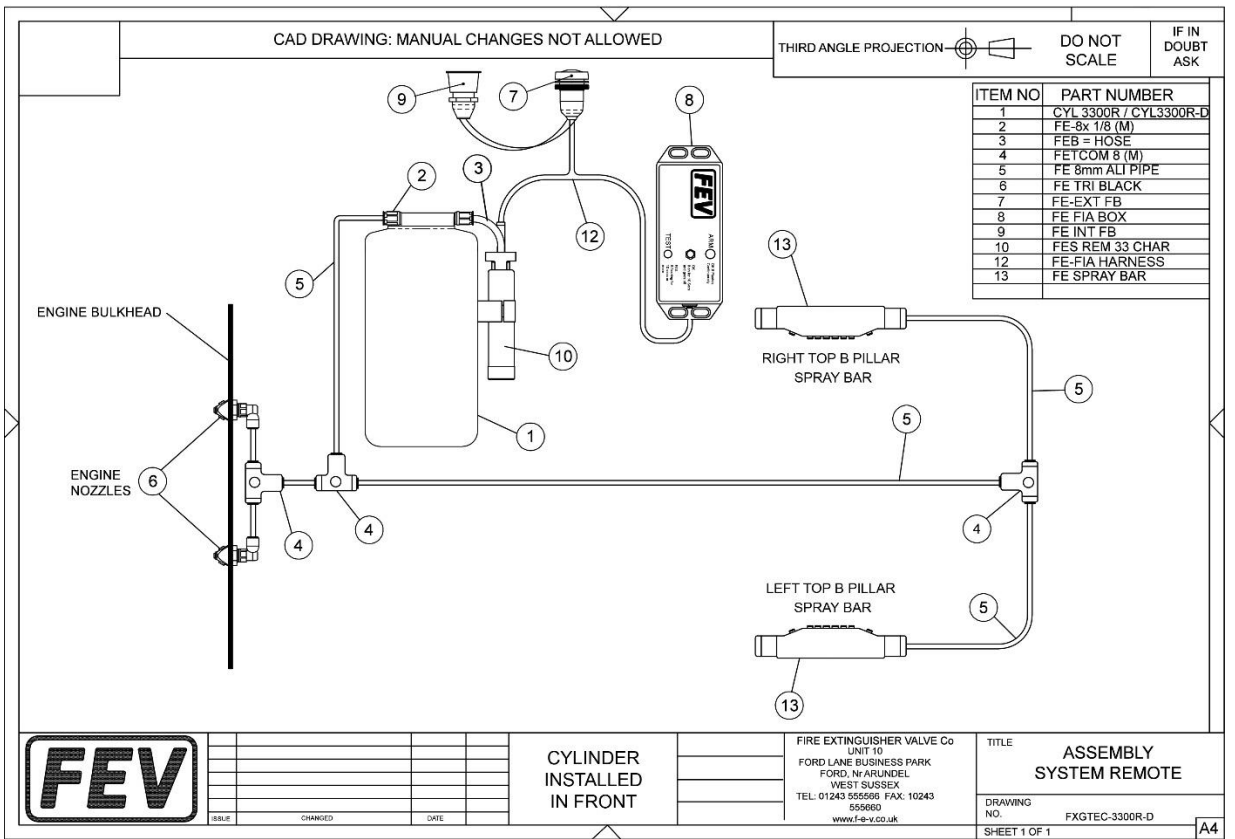 CAD DRAWING: MANUAL CHANGES NOT ALLOWED
THIRD ANGLE PROJECTION
DO NOT
SCALE
IF IN
DOUBT
ASK
ITEM NO PART NUMBER
1 CYL 3300R / CYL3300R-D
2 FE-8x 1/8 (M)
3 FEB = HOSE
4 FETCOM 8 (M)
5 FE 8mm ALI PIPE
6 FE TRI BLACK
7 FE-EXT FB
8 FE FIA BOX
9 FE INT FB
10 FES REM 33 CHAR
12 FE-FIA HARNESS
13 FE SPRAY BAR
9
7
8
2
3
FEV
TEST
ARM
12
13
5
ENGINE BULKHEAD
10
RIGHT TOP B PILLAR
SPRAY BAR
5
1
5
ENGINE
NOZZLES
6
4
4
4
LEFT TOP B PILLAR
SPRAY BAR
5
13
FEV
ISSUE CHANGED DATE
CYLINDER
INSTALLED
IN FRONT
FIRE EXTINGUISHER VALVE Co
UNIT 10
FORD LANE BUSINESS PARK
FORD, Nr ARUNDEL
WEST SUSSEX
TEL: 01243 555566 FAX: 10243
555660
www.f-e-v.co.uk
TITLE
ASSEMBLY
SYSTEM REMOTE
DRAWING
NO. FXGTEC-3300R-D
SHEET 1 OF 1
A4